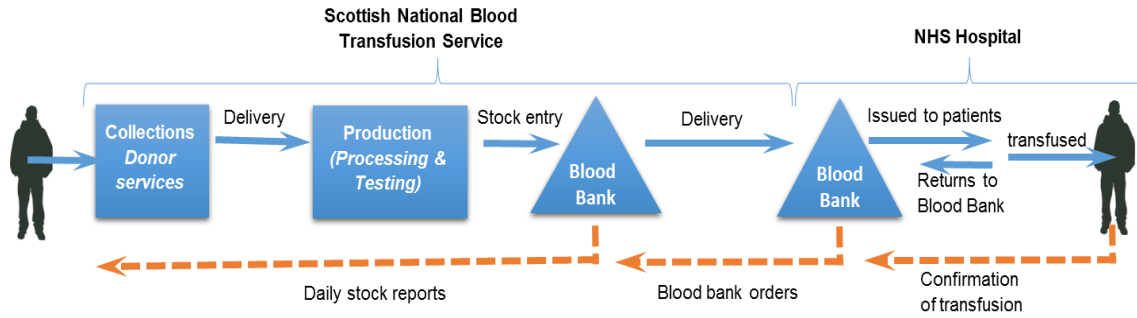 Scottish National Blood
Transfusion Service
NHS Hospital
Collections
Donor
services
Delivery
Production
(Processing &
Testing)
Stock entry
Blood
Bank
Delivery
Blood
Bank
Issued to patients
Returns to
Blood Bank
transfused
Daily stock reports
Blood bank orders
Confirmation
of transfusion